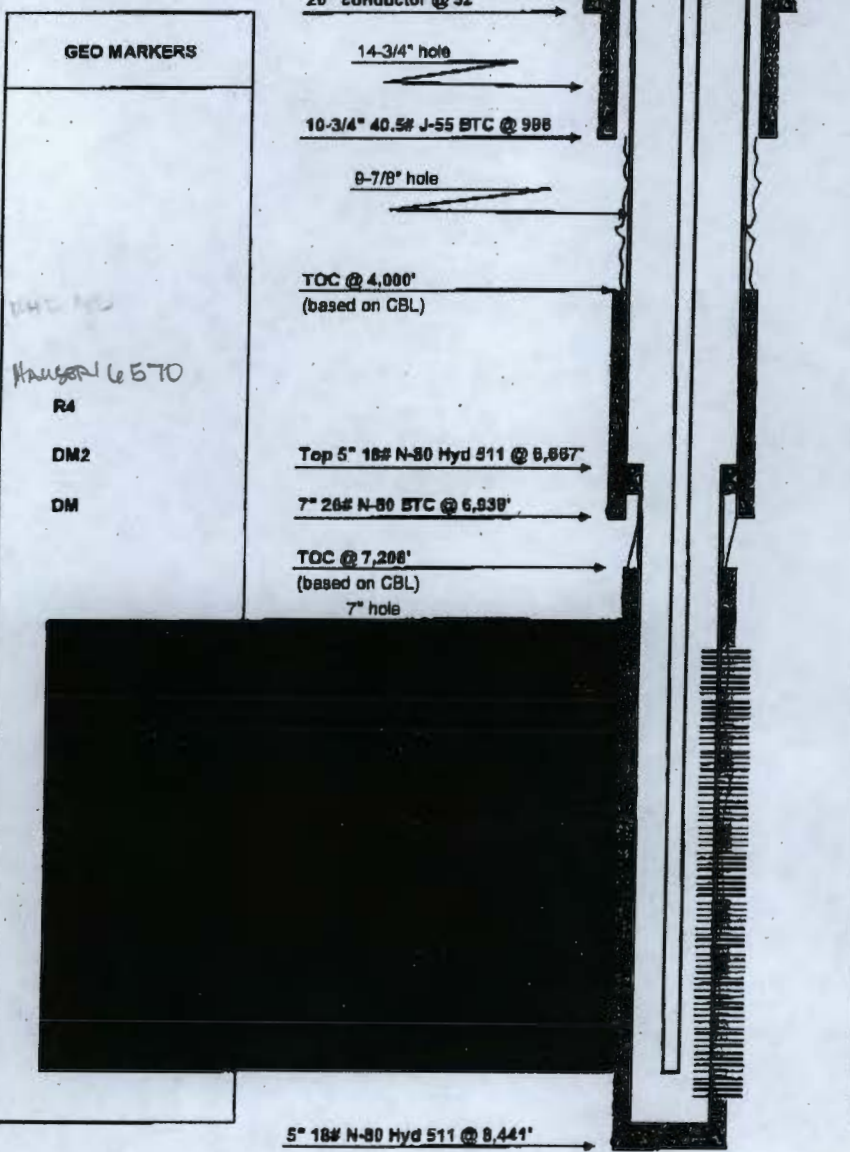 20" conductor @ 52'
GEO MARKERS
14-3/4" hole
10-3/4" 40.5# J-55 BTC @ 998
9-7/8" hole
TOC @ 4,000'
(based on CBL)
6570
R4
DM2
Top 5" 18# N-80 Hyd 511 @ 6,667'
DM
7" 26# N-80 BTC @ 6,939'
TOC @ 7,208'
(based on CBL)
7" hole
5" 18# N-80 Hyd 511 @ 8,441'